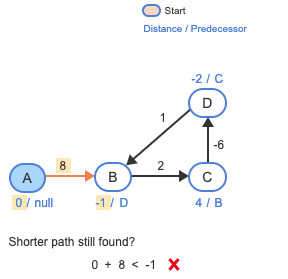 Start
Distance / Predecessor
-2 / C
D
1
-6
8
2
A
B
C
0 / null
-1 / D
4 / B
Shorter path still found?
0 + 8 < -1 ✗